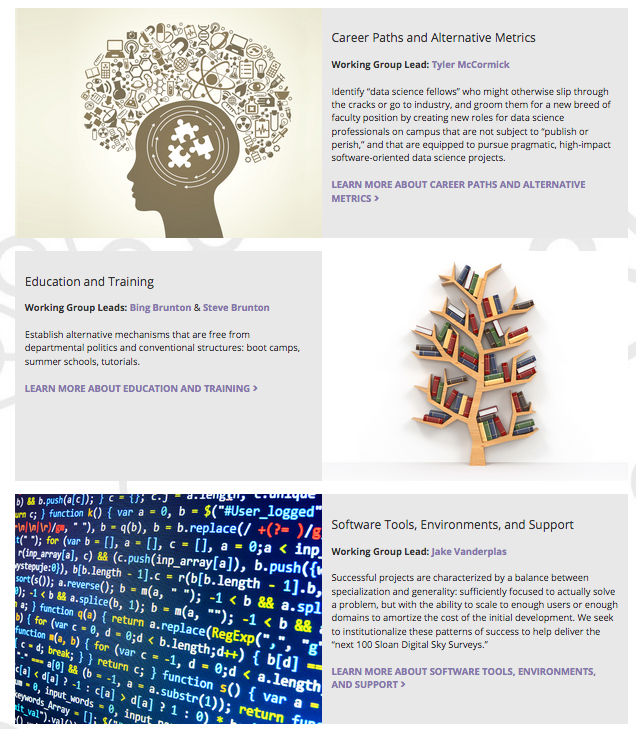 Career Paths and Alternative Metrics
Working Group Lead: Tyler McCormick
Identify “data science fellows” who might otherwise slip through
the cracks or go to industry, and groom them for a new breed of
faculty position by creating new roles for data science
professionals on campus that are not subject to “publish or
perish,” and that are equipped to pursue pragmatic, high-impact
software-oriented data science projects.
LEARN MORE ABOUT CAREER PATHS AND ALTERNATIVE
METRICS >
Education and Training
Working Group Leads: Bing Brunton & Steve Brunton
Establish alternative mechanisms that are free from
departmental politics and conventional structures: boot camps,
summer schools, tutorials.
LEARN MORE ABOUT EDUCATION AND TRAINING >
b) && b.push(a[c]); } c = {}; c.j = a.length, c.unique
urn c; } function k() { var a = 0, b = $("#User_logged"
r\n|\n|\r)/gm, " "), b = q(b), b = b.replace(/ +(?= )/g
t(" "); for (var b = [], a = [], c = [], a = 0;a < inp_
r(inp_array[a], c) && (c.push(inp_array[a]), b.push({w
ystepuje:0}), b[b.length - 1].c = r(b[b.length - 1].b,
sort(s)); a.reverse(); b = m(a, " "); -1 < b && a.spl
0); -1 < b && a.splice(b, 1); b = m(a, ""); -1 < b &&
a; } function q(a) { return a.replace(RegExp(",", "g"
b) { for (var c = 0, d = 0;d < b.length;d++) { b[d] ==
function m(a, b) { for (var c = -1, d = 0;d < a
{ c = d; break; } } return c; } function s() { var a =
-- === a[0] && (b = -1, a = a.substr(1)); return
c[a] < d[a] ? -1 : c[a] > d[a] ? 1 : 0) * b
um = 0, input_words = 0, input
keywords_Array = []; $(
Software Tools, Environments, and Support
Working Group Lead: Jake Vanderplas
Successful projects are characterized by a balance between
specialization and generality: sufficiently focused to actually solve
a problem, but with the ability to scale to enough users or enough
domains to amortize the cost of the initial development. We seek
to institutionalize these patterns of success to help deliver the
“next 100 Sloan Digital Sky Surveys.”
LEARN MORE ABOUT SOFTWARE TOOLS, ENVIRONMENTS,
AND SUPPORT >